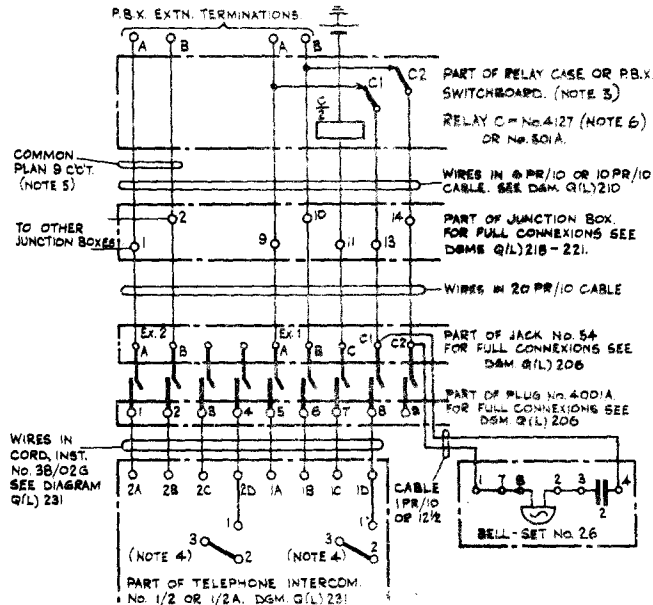 P.B.X. EXTN. TERMINATIONS.
A B A B
C1 C2
PART OF RELAY CASE OR P.B.X.
SWITCHBOARD. (NOTE 3)
C
2
RELAY C = No. 4127 (NOTE 6)
OR No. 301A.
COMMON
PLAN 9 CCT.
(NOTE 5)
WIRES IN
PR/10 OR 10 PR/10
CABLE. SEE DGM. Q(L) 210
2 10 14
PART OF JUNCTION BOX.
FOR FULL CONNEXIONS SEE
DGMS Q(L) 218 - 221.
TO OTHER
JUNCTION BOXES
1 9 11 13
WIRES IN 20 PR/10 CABLE
Ex. 2 Ex. 1 C1 C2
A B A B C
PART OF JACK No. 54
FOR FULL CONNEXIONS SEE
DGM. Q(L) 206
1 2 3 4 5 6 7 8 9
PART OF PLUG No. 4001A.
FOR FULL CONNEXIONS SEE
DGM. Q(L) 206
WIRES IN
CORD, INST.
No. 3B/02G
SEE DIAGRAM
Q(L) 231
2A 2B 2C 2D 1A 1B 1C 1D
CABLE
1 PR/10
OR 12½
1 7 8 2 3 4
2
BELL-SET No. 26
1 1
3 2 3 2
(NOTE 4) (NOTE 4)
PART OF TELEPHONE INTERCOM.
No. 1/2 OR 1/2A. DGM. Q(L) 231